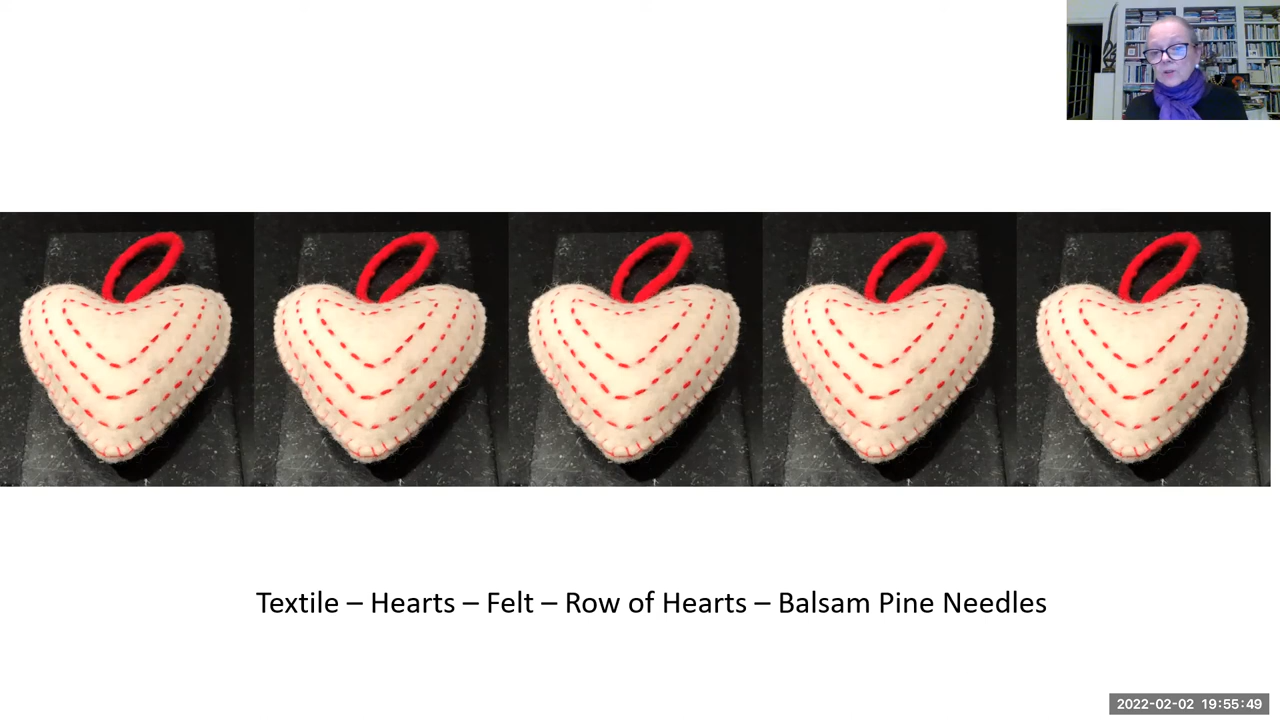 Textile – Hearts – Felt – Row of Hearts – Balsam Pine Needles
2022-02-02 19:55:49